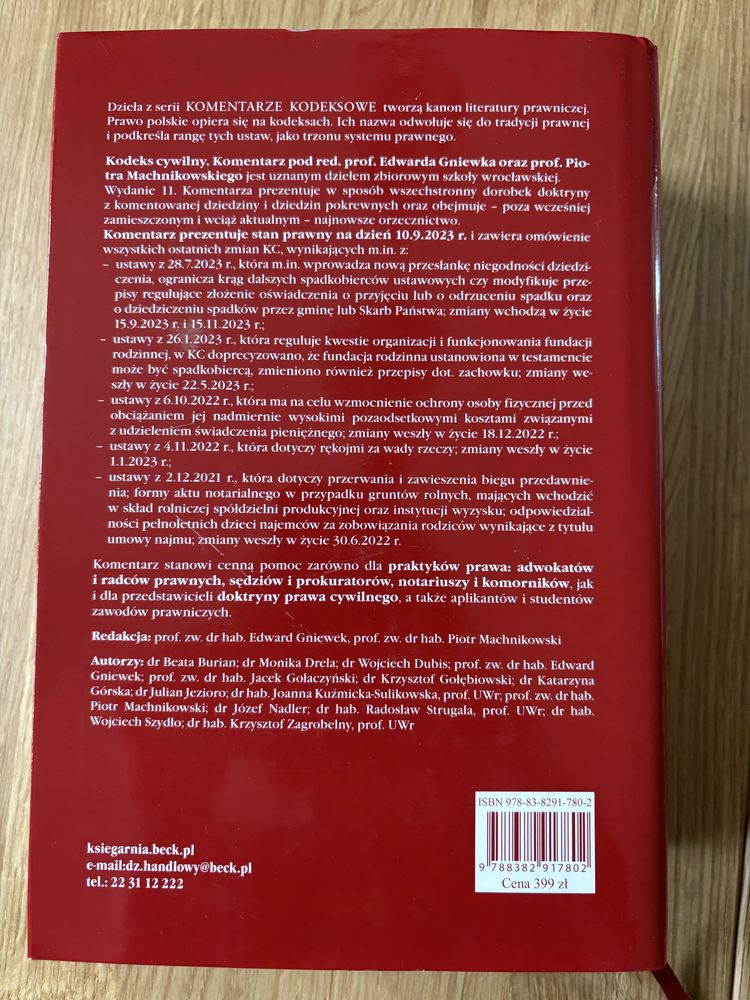 Dzieła z serii KOMENTARZE KODEKSOWE tworzą kanon literatury prawniczej.
Prawo polskie opiera się na kodeksach. Ich nazwa odwołuje się do tradycji prawnej
i podkreśla rangę tych ustaw, jako trzonu systemu prawnego.
Kodeks cywilny. Komentarz pod red. prof. Edwarda Gniewka oraz prof. Pio-
tra Machnikowskiego jest uznanym dziełem zbiorowym szkoły wrocławskiej.
Wydanie 11. Komentarza prezentuje w sposób wszechstronny dorobek doktryny
z komentowanej dziedziny i dziedzin pokrewnych oraz obejmuje – poza wcześniej
zamieszczonym i wciąż aktualnym – najnowsze orzecznictwo.
Komentarz prezentuje stan prawny na dzień 10.9.2023 r. i zawiera omówienie
wszystkich ostatnich zmian KC, wynikających m.in. z:
– ustawy z 28.7.2023 r., która m.in. wprowadza nową przesłankę niegodności dziedzi-
czenia, ogranicza krąg dalszych spadkobierców ustawowych czy modyfikuje prze-
pisy regulujące złożenie oświadczenia o przyjęciu lub o odrzuceniu spadku oraz
o dziedziczeniu spadków przez gminę lub Skarb Państwa; zmiany wchodzą w życie
15.9.2023 r. i 15.11.2023 r.;
– ustawy z 26.1.2023 r., która reguluje kwestie organizacji i funkcjonowania fundacji
rodzinnej, w KC doprecyzowano, że fundacja rodzinna ustanowiona w testamencie
może być spadkobiercą, zmieniono również przepisy dot. zachowku; zmiany we-
szły w życie 22.5.2023 r.;
– ustawy z 6.10.2022 r., która ma na celu wzmocnienie ochrony osoby fizycznej przed
obciążaniem jej nadmiernie wysokimi pozaodsetkowymi kosztami związanymi
z udzieleniem świadczenia pieniężnego; zmiany weszły w życie 18.12.2022 r.;
– ustawy z 4.11.2022 r., która dotyczy rękojmi za wady rzeczy; zmiany weszły w życie
1.1.2023 r.;
– ustawy z 2.12.2021 r., która dotyczy przerwania i zawieszenia biegu przedawnie-
nia; formy aktu notarialnego w przypadku gruntów rolnych, mających wchodzić
w skład rolniczej spółdzielni produkcyjnej oraz instytucji wyzysku; odpowiedzial-
ności pełnoletnich dzieci najemców za zobowiązania rodziców wynikające z tytułu
umowy najmu; zmiany weszły w życie 30.6.2022 r.
Komentarz stanowi cenną pomoc zarówno dla praktyków prawa: adwokatów
i radców prawnych, sędziów i prokuratorów, notariuszy i komorników, jak
i dla przedstawicieli doktryny prawa cywilnego, a także aplikantów i studentów
zawodów prawniczych.
Redakcja: prof. zw. dr hab. Edward Gniewek, prof. zw. dr hab. Piotr Machnikowski
Autorzy: dr Beata Burian; dr Monika Drela; dr Wojciech Dubis; prof. zw. dr hab. Edward
Gniewek; prof. zw. dr hab. Jacek Gołaczyński; dr Krzysztof Gołębiowski; dr Katarzyna
Górska; dr Julian Jezioro; dr hab. Joanna Kuźmicka-Sulikowska, prof. UWr; prof. zw. dr hab.
Piotr Machnikowski; dr Józef Nadler; dr hab. Radosław Strugała, prof. UWr; dr hab.
Wojciech Szydło; dr hab. Krzysztof Zagrobelny, prof. UWr
ISBN 978-83-8291-780-2
9 788382 917802
Cena 399 zł
ksiegarnia.beck.pl
e-mail:dz.handlowy@beck.pl
tel.: 22 31 12 222